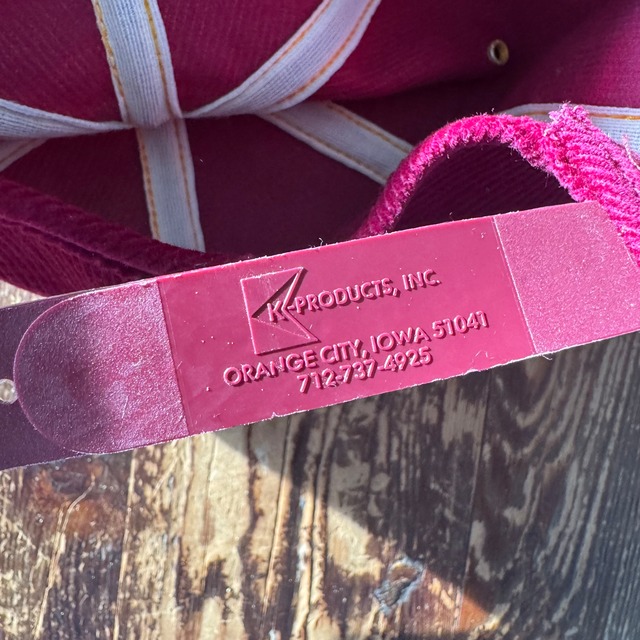 K-PRODUCTS, INC.
ORANGE CITY, IOWA 51041
712-737-4925